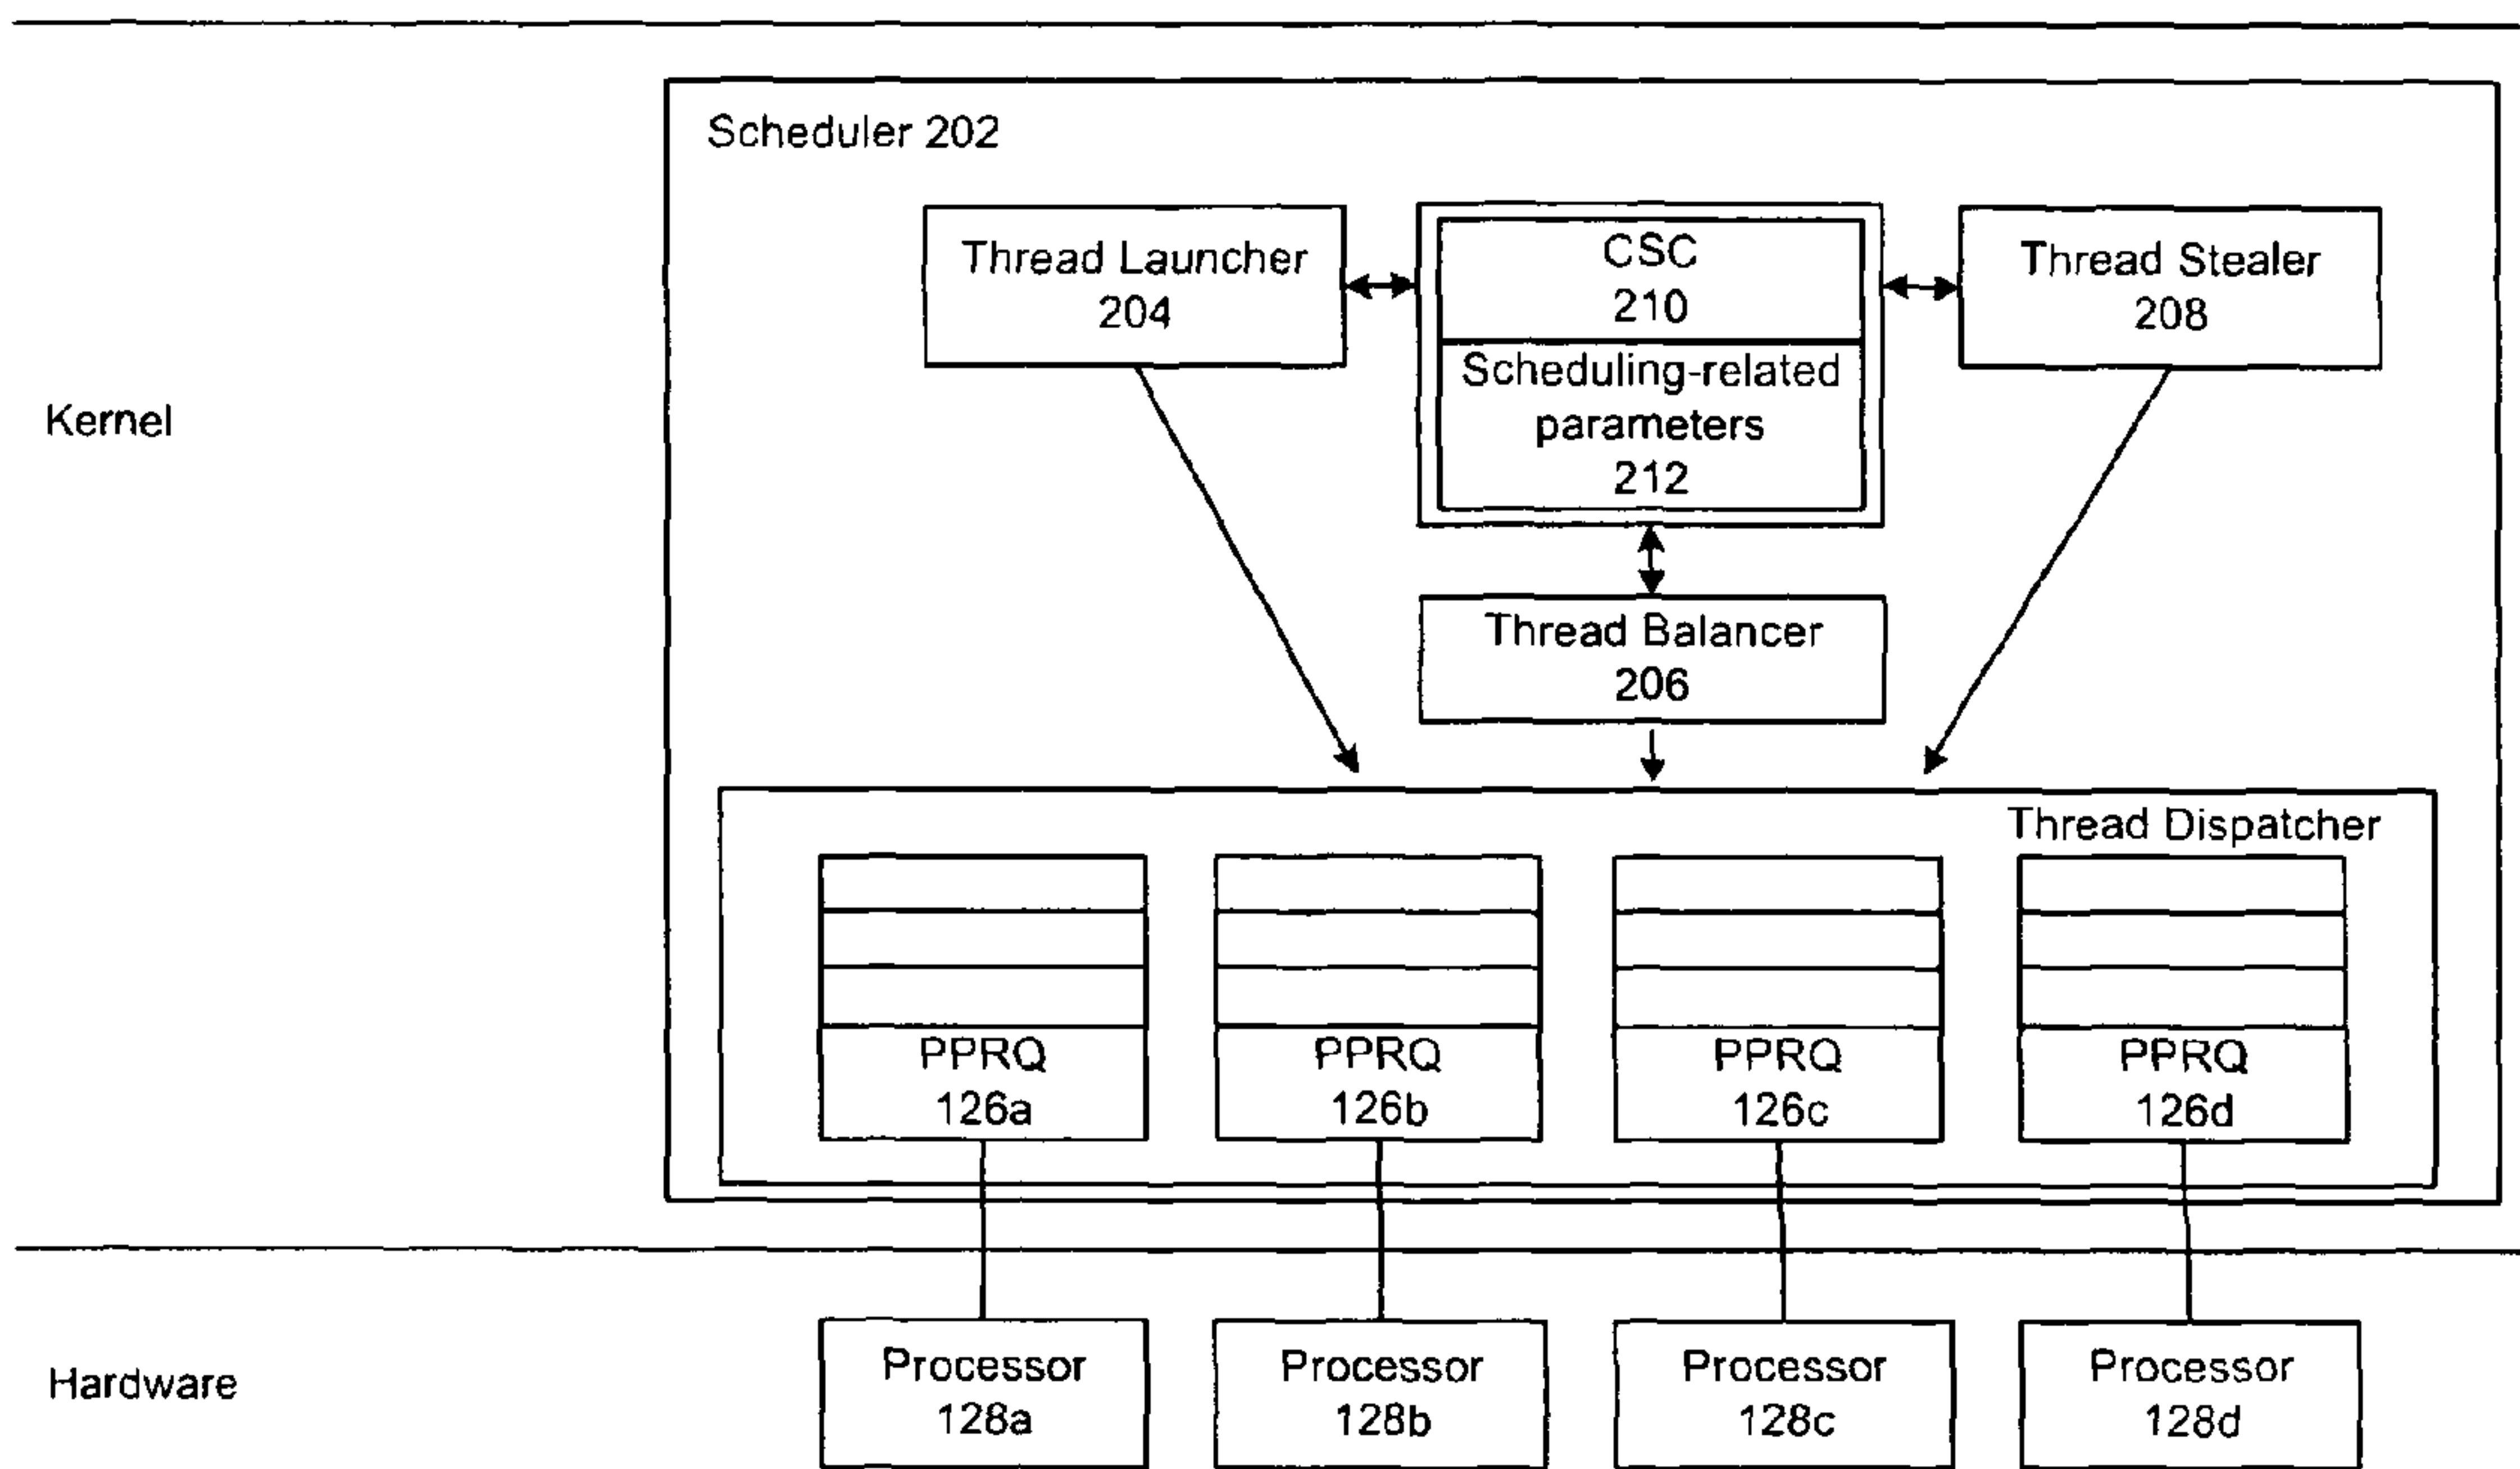 Scheduler 202
Thread Launcher
204
CSC
210
Scheduling-related
parameters
212
Thread Stealer
208
Kernel
Thread Balancer
206
Thread Dispatcher
PPRQ
126a
PPRQ
126b
PPRQ
126c
PPRQ
126d
Hardware
Processor
128a
Processor
128b
Processor
128c
Processor
128d